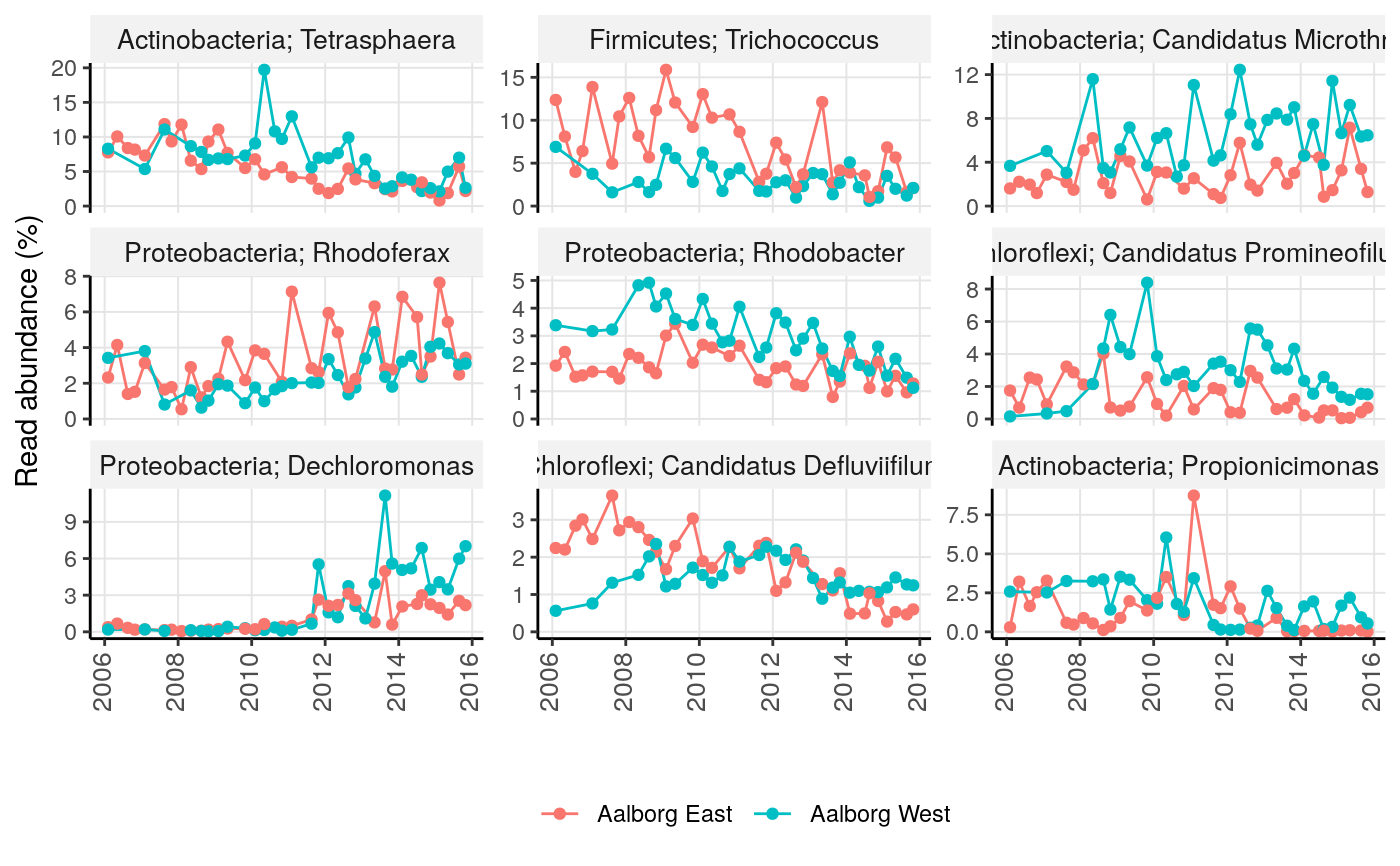 Actinobacteria; Tetrasphaera
Firmicutes; Trichococcus
ctinobacteria; Candidatus Microthr
20
15
10
5
0
15
10
5
0
12
8
4
0
Proteobacteria; Rhodoferax
Proteobacteria; Rhodobacter
hloroflexi; Candidatus Promineofilu
8
6
4
2
0
5
4
3
2
1
0
8
6
4
2
0
Read abundance (%)
Proteobacteria; Dechloromonas
Chloroflexi; Candidatus Defluviifilum
Actinobacteria; Propionicimonas
9
6
3
0
3
2
1
0
7.5
5.0
2.5
0.0
2006 2008 2010 2012 2014 2016
2006 2008 2010 2012 2014 2016
2006 2008 2010 2012 2014 2016
Aalborg East Aalborg West